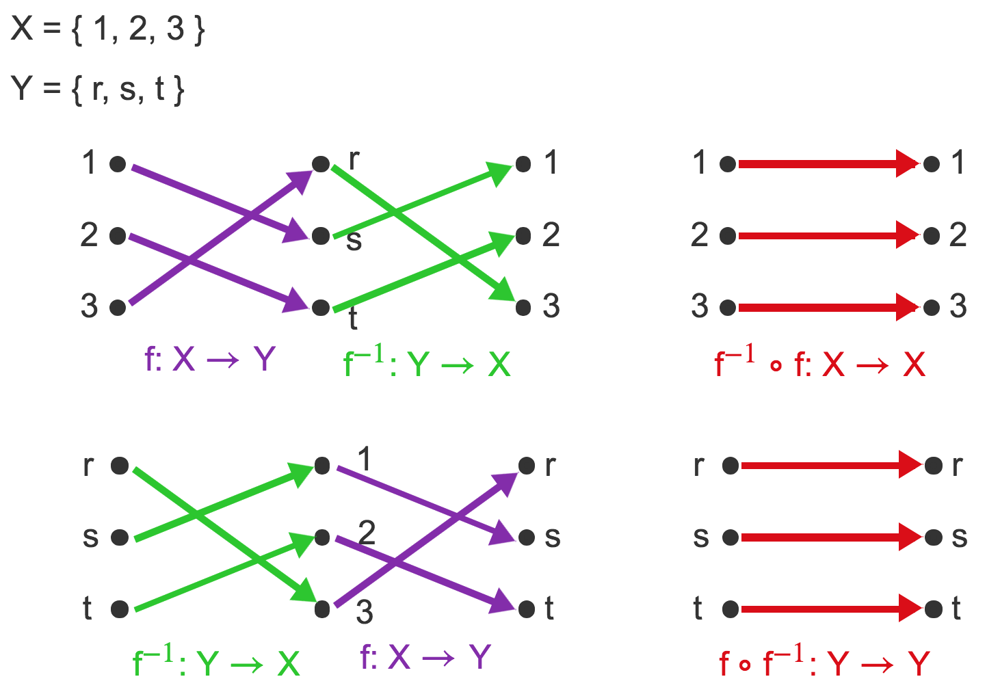 X = { 1, 2, 3 }
Y = { r, s, t }
1 r 1 1 1
2 s 2 2 2
3 t 3 3 3
f: X → Y f⁻¹: Y → X f⁻¹ ∘ f: X → X
r 1 r r r
s 2 s s s
t 3 t t t
f⁻¹: Y → X f: X → Y f ∘ f⁻¹: Y → Y